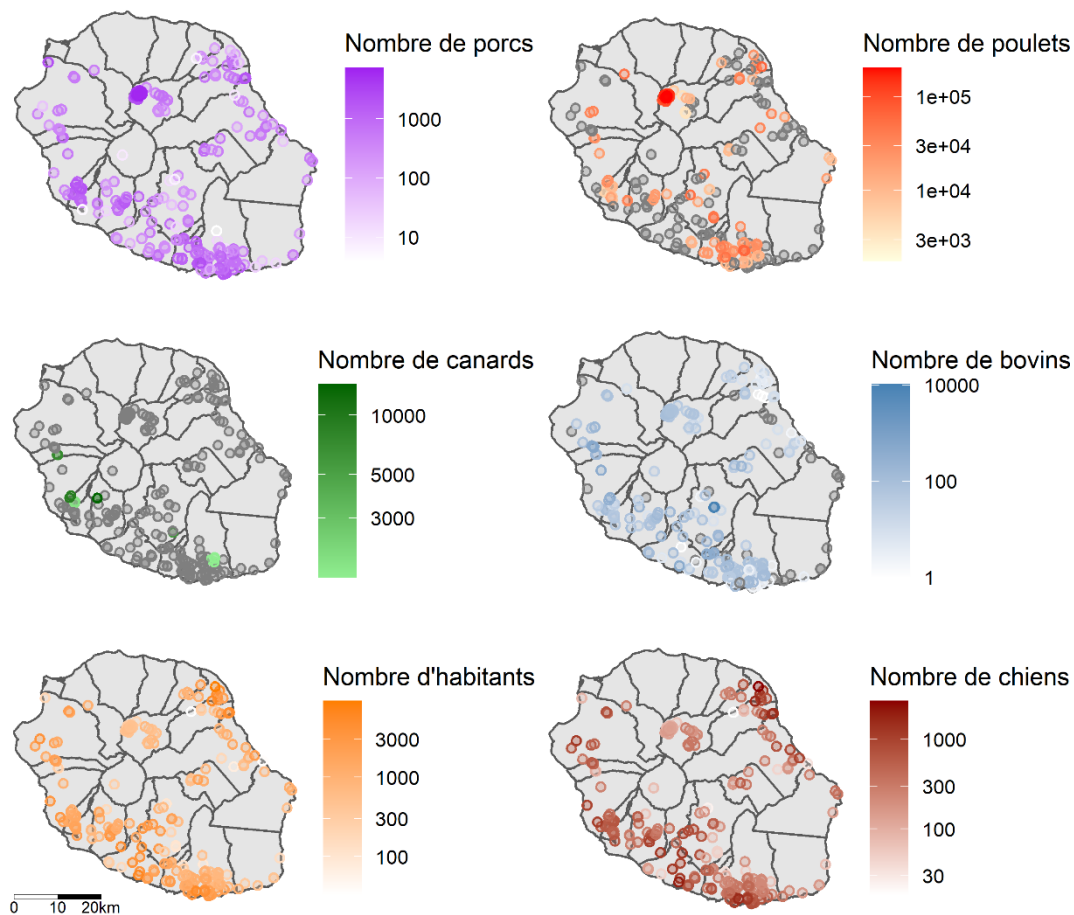 Nombre de porcs
1000
100
10
Nombre de poulets
1e+05
3e+04
1e+04
3e+03
Nombre de canards
10000
5000
3000
Nombre de bovins
10000
100
1
Nombre d'habitants
3000
1000
300
100
0 10 20km
Nombre de chiens
1000
300
100
30